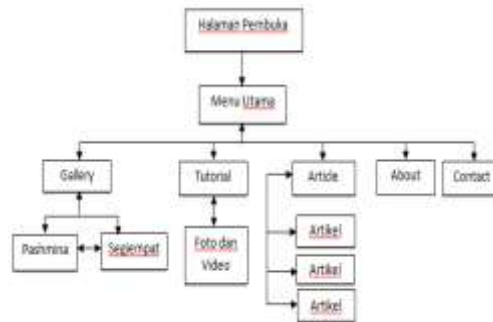 Halaman Pembuka
Menu Utama
Gallery
Tutorial
Article
About
Contact
Pashmina
Segiempat
Foto dan
Video
Artikel
Artikel
Artikel